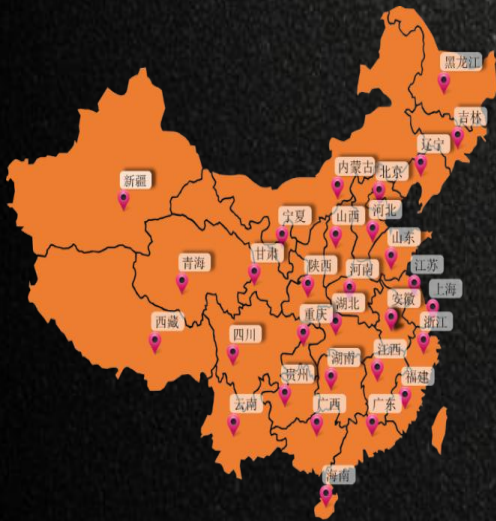 黑龙江
吉林
辽宁
内蒙古
北京
新疆
宁夏
山西
河北
山东
青海
甘肃
陕西
河南
江苏
上海
湖北
安徽
西藏
四川
重庆
浙江
湖南
江西
贵州
福建
云南
广西
广东
海南